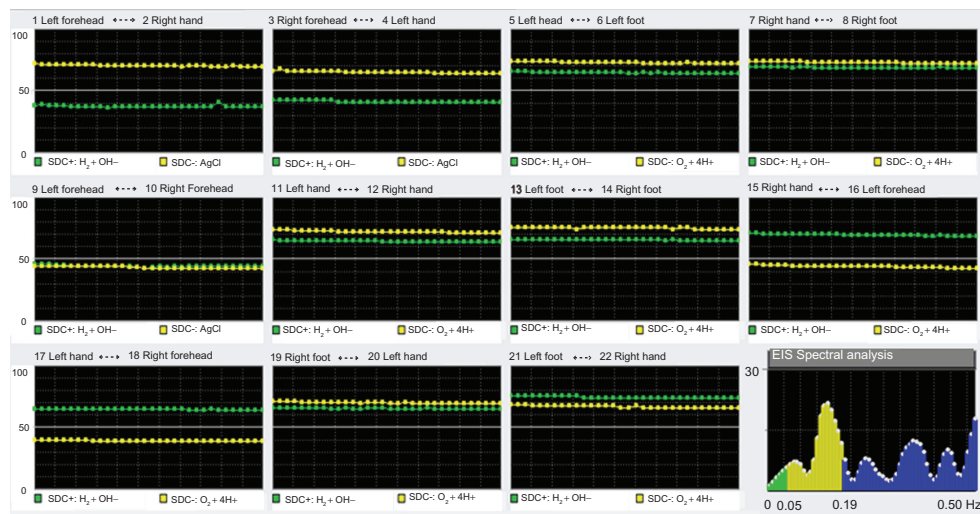 1 Left forehead ◂--▸ 2 Right hand
3 Right forehead ◂--▸ 4 Left hand
5 Left head ◂--▸ 6 Left foot
7 Right hand ◂--▸ 8 Right foot
100
50
0
SDC+: H₂ + OH− SDC-: AgCl
SDC+: H₂ + OH− SDC-: AgCl
SDC+: H₂ + OH− SDC-: O₂ + 4H+
SDC+: H₂ + OH− SDC-: O₂ + 4H+
9 Left forehead ◂--▸ 10 Right Forehead
11 Left hand ◂--▸ 12 Right hand
13 Left foot ◂--▸ 14 Right foot
15 Right hand ◂--▸ 16 Left forehead
100
50
0
SDC+: H₂ + OH− SDC-: AgCl
SDC+: H₂ + OH− SDC-: O₂ + 4H+
SDC+: H₂ + OH− SDC-: O₂ + 4H+
SDC+: H₂ + OH− SDC-: O₂ + 4H+
17 Left hand ◂--▸ 18 Right forehead
19 Right foot ◂--▸ 20 Left hand
21 Left foot ◂--▸ 22 Right hand
EIS Spectral analysis
100
50
0
30
SDC+: H₂ + OH− SDC-: O₂ + 4H+
SDC+: H₂ + OH− SDC-: O₂ + 4H+
SDC+: H₂ + OH− SDC-: O₂ + 4H+
0 0.05 0.19 0.50 Hz